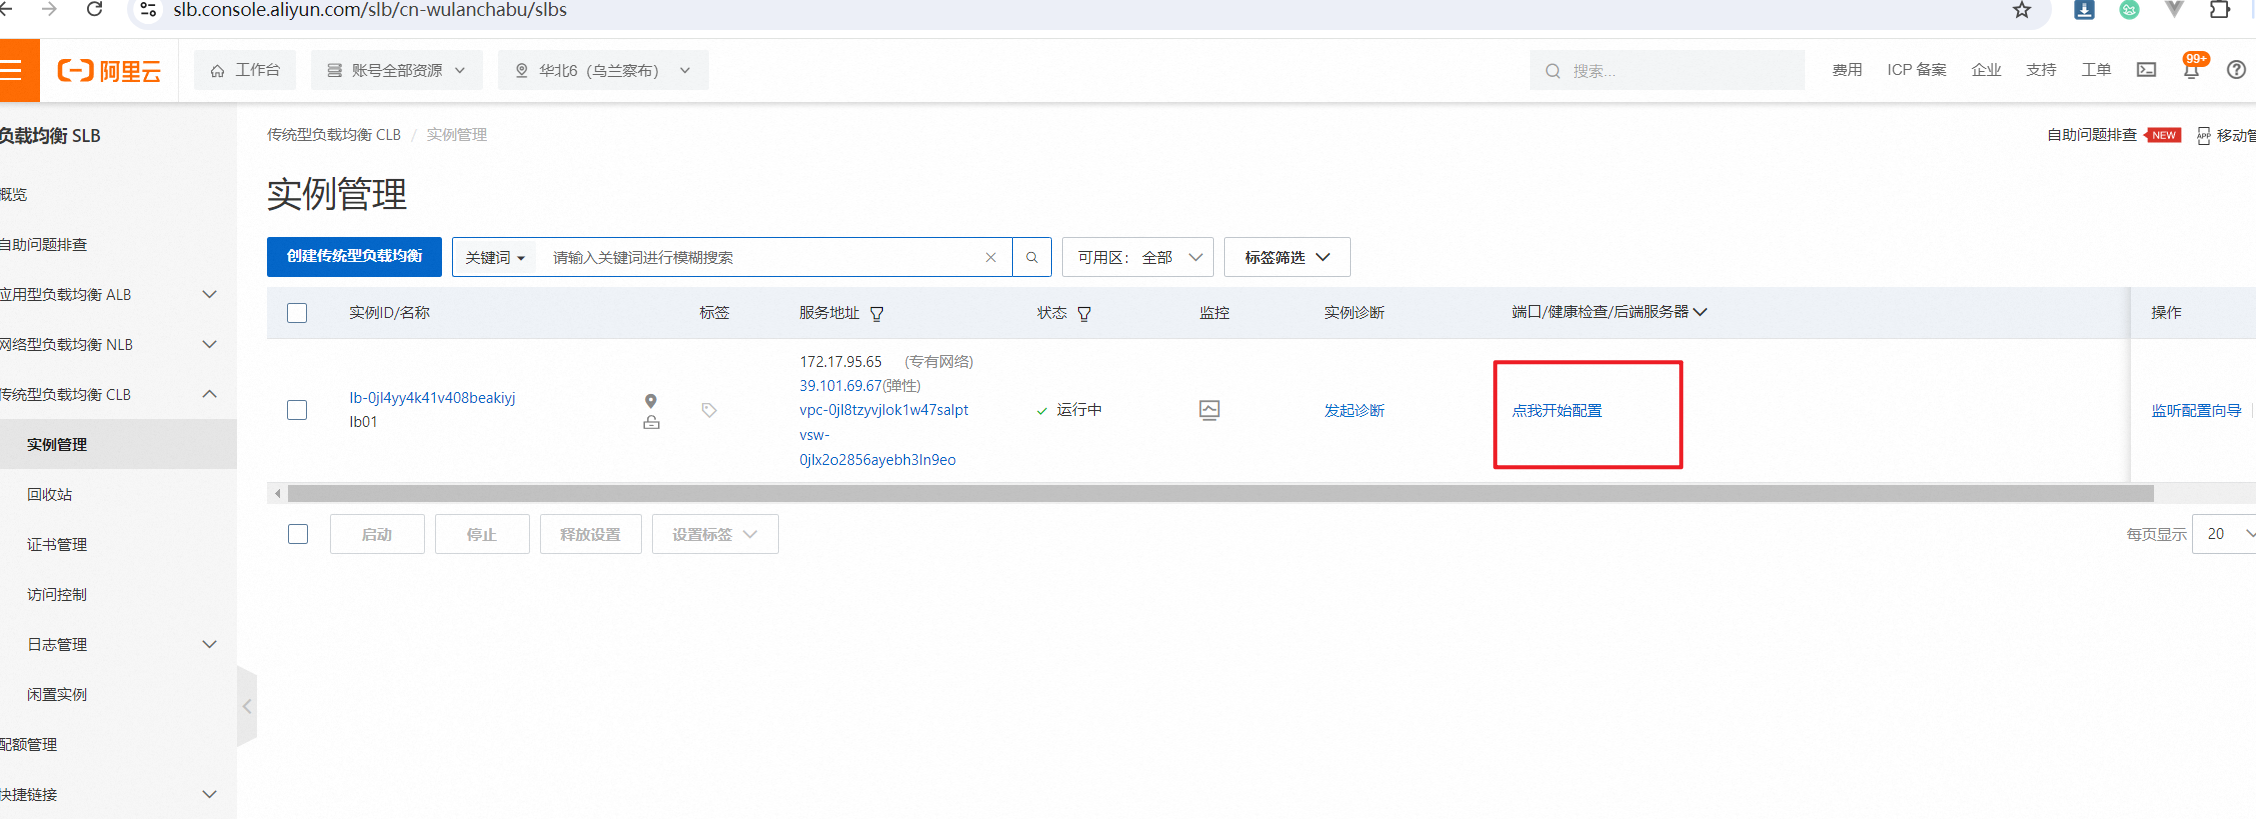 slb.console.aliyun.com/slb/cn-wulanchabu/slbs
阿里云
工作台
账号全部资源
华北6（乌兰察布）
搜索...
费用
ICP 备案
企业
支持
工单
99+
负载均衡 SLB
概览
自助问题排查
应用型负载均衡 ALB
网络型负载均衡 NLB
传统型负载均衡 CLB
实例管理
回收站
证书管理
访问控制
日志管理
闲置实例
配额管理
快捷链接
传统型负载均衡 CLB / 实例管理
自助问题排查 NEW
APP 移动管
实例管理
创建传统型负载均衡
关键词
请输入关键词进行模糊搜索
可用区： 全部
标签筛选
实例ID/名称
标签
服务地址
状态
监控
实例诊断
端口/健康检查/后端服务器
操作
lb-0jl4yy4k41v408beakiyj
lb01
172.17.95.65 (专有网络)
39.101.69.67(弹性)
vpc-0jl8tzyvjlok1w47salpt
vsw-
0jlx2o2856ayebh3ln9eo
运行中
发起诊断
点我开始配置
监听配置向导
启动
停止
释放设置
设置标签
每页显示 20